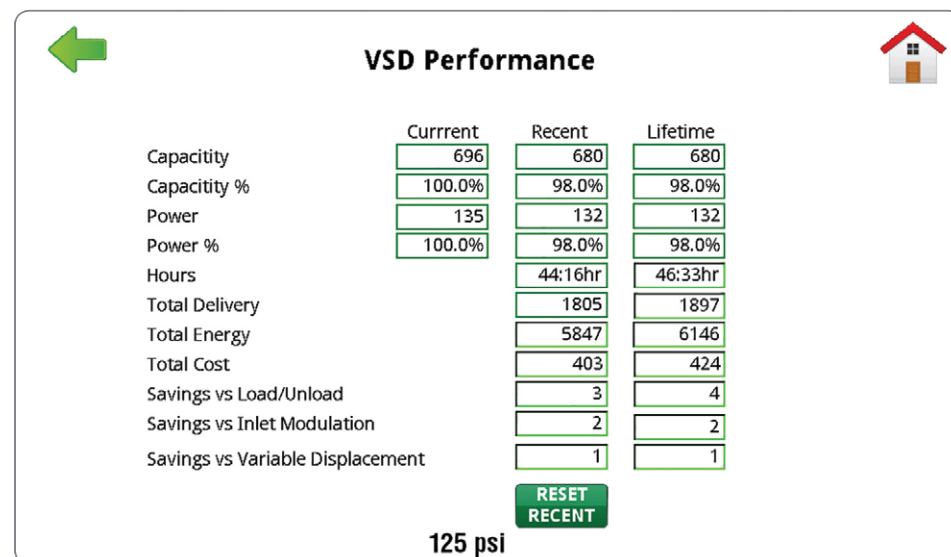 VSD Performance
Currrent Recent Lifetime
Capacitity 696 680 680
Capacitity % 100.0% 98.0% 98.0%
Power 135 132 132
Power % 100.0% 98.0% 98.0%
Hours 44:16hr 46:33hr
Total Delivery 1805 1897
Total Energy 5847 6146
Total Cost 403 424
Savings vs Load/Unload 3 4
Savings vs Inlet Modulation 2 2
Savings vs Variable Displacement 1 1
RESET
RECENT
125 psi